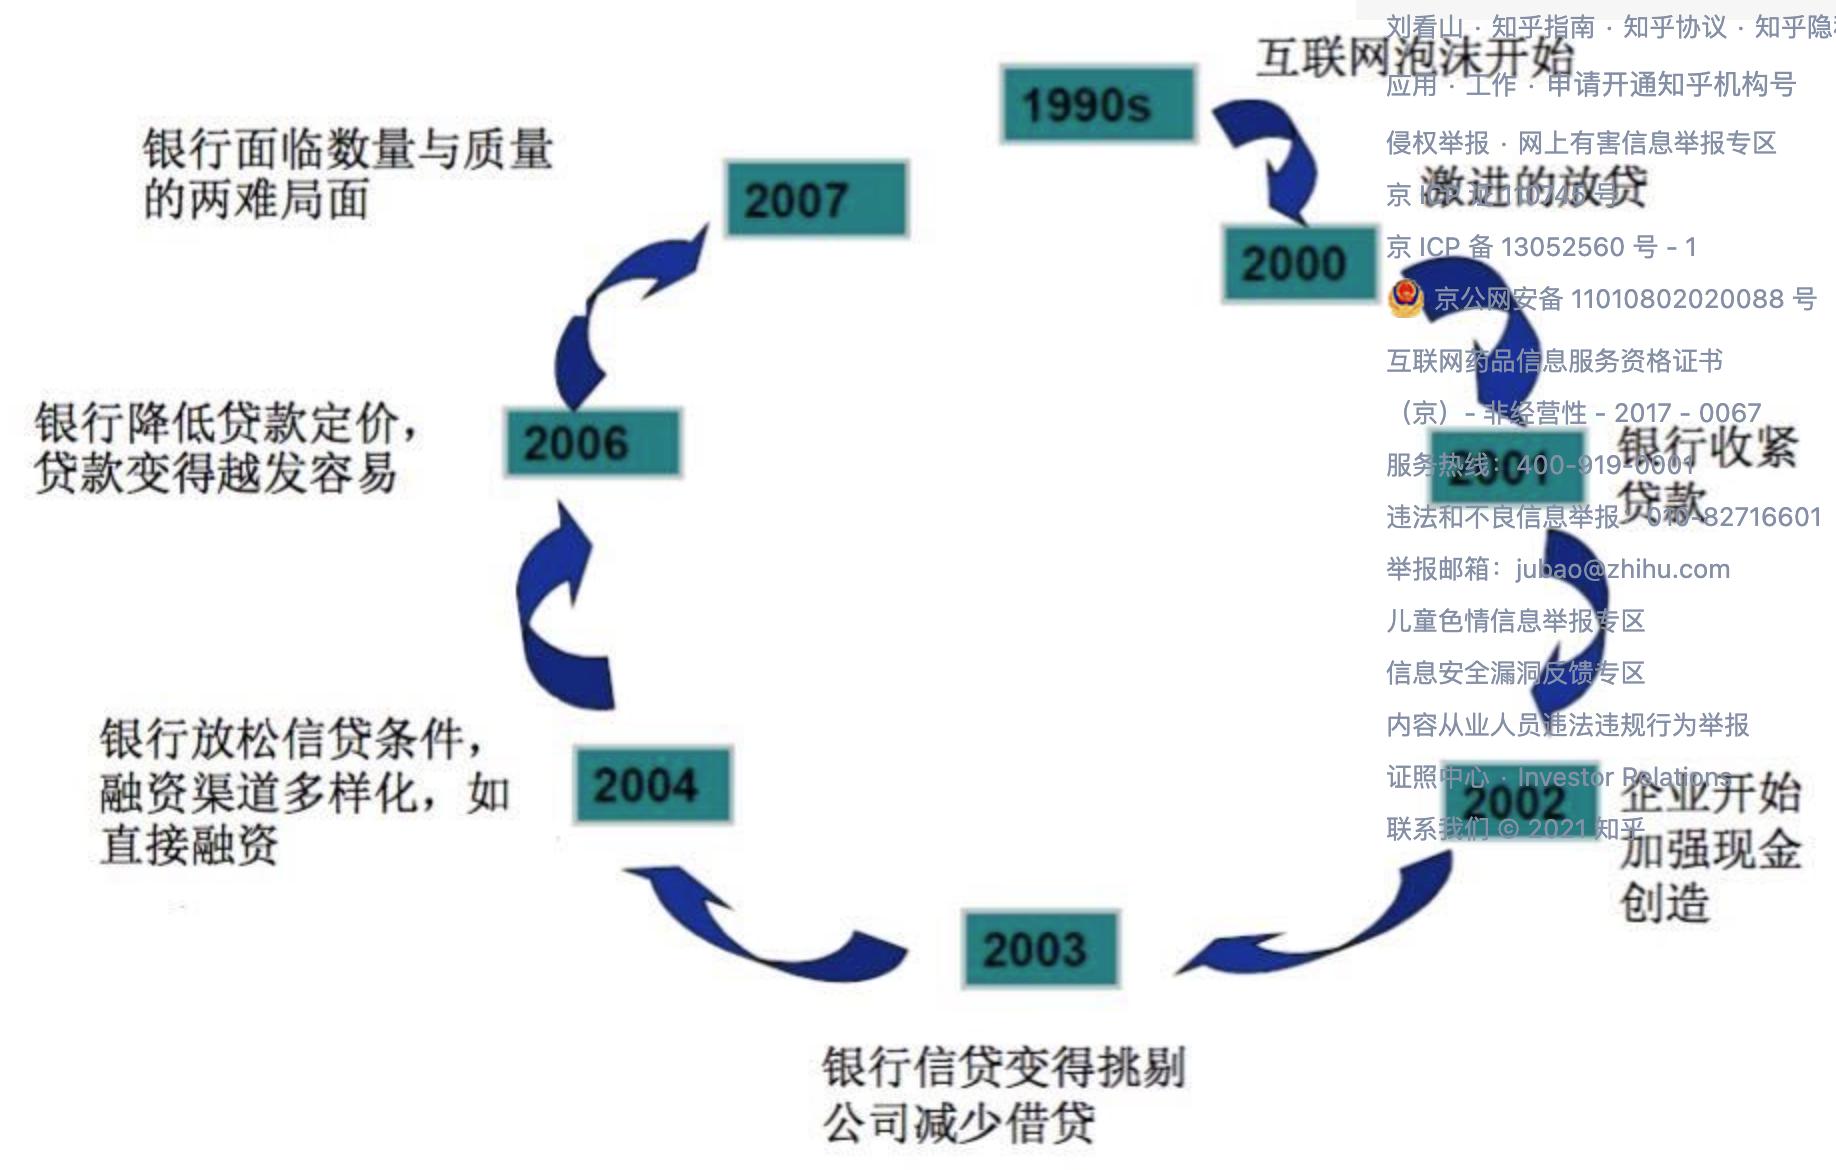 1990s
互联网泡沫开始
2000
激进的放贷
2001
银行收紧
贷款
2002
企业开始
加强现金
创造
2003
银行信贷变得挑剔
公司减少借贷
2004
银行放松信贷条件，
融资渠道多样化，如
直接融资
2006
银行降低贷款定价，
贷款变得越发容易
2007
银行面临数量与质量
的两难局面
刘看山 · 知乎指南 · 知乎协议 · 知乎隐
应用 · 工作 · 申请开通知乎机构号
侵权举报 · 网上有害信息举报专区
京 ICP 证 110745 号
京 ICP 备 13052560 号 - 1
京公网安备 11010802020088 号
互联网药品信息服务资格证书
（京）- 非经营性 - 2017 - 0067
服务热线：400-919-0001
违法和不良信息举报：010-82716601
举报邮箱：jubao@zhihu.com
儿童色情信息举报专区
信息安全漏洞反馈专区
内容从业人员违法违规行为举报
证照中心 · Investor Relations
联系我们 © 2021 知乎